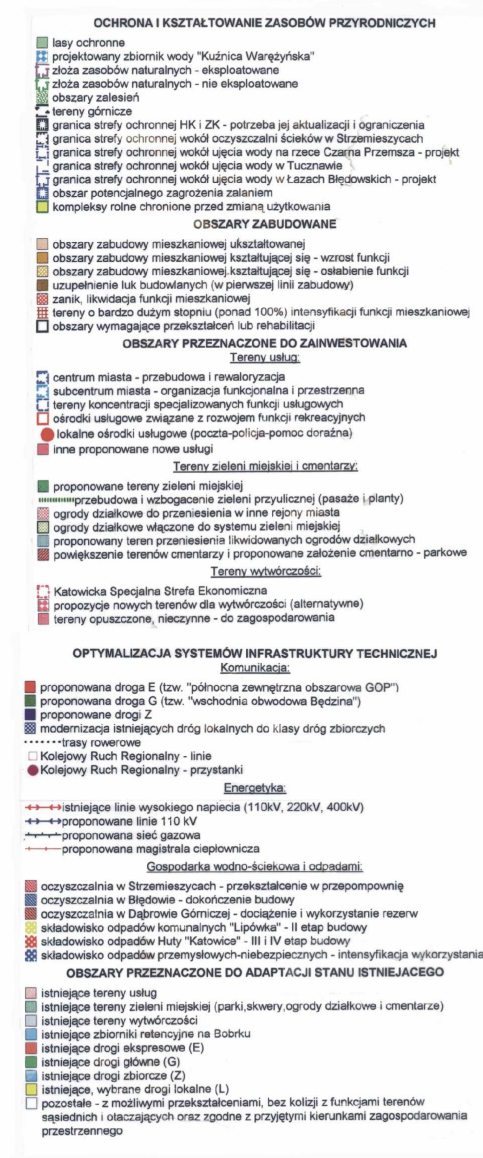 OCHRONA I KSZTAŁTOWANIE ZASOBÓW PRZYRODNICZYCH
lasy ochronne
projektowany zbiornik wody "Kuźnica Warężyńska"
złoża zasobów naturalnych - eksploatowane
złoża zasobów naturalnych - nie eksploatowane
obszary zalesień
tereny górnicze
granica strefy ochronnej HK i ZK - potrzeba jej aktualizacji i ograniczenia
granica strefy ochronnej wokół oczyszczalni ścieków w Strzemieszycach
granica strefy ochronnej wokół ujęcia wody na rzece Czarna Przemsza - projekt
granica strefy ochronnej wokół ujęcia wody w Tucznawie
granica strefy ochronnej wokół ujęcia wody w Łazach Błędowskich - projekt
obszar potencjalnego zagrożenia zalaniem
kompleksy rolne chronione przed zmianą użytkowania
OBSZARY ZABUDOWANE
obszary zabudowy mieszkaniowej ukształtowanej
obszary zabudowy mieszkaniowej kształtującej się - wzrost funkcji
obszary zabudowy mieszkaniowej kształtującej się - osłabienie funkcji
uzupełnienie luk budowlanych (w pierwszej linii zabudowy)
zanik, likwidacja funkcji mieszkaniowej
tereny o bardzo dużym stopniu (ponad 100%) intensyfikacji funkcji mieszkaniowej
obszary wymagające przekształceń lub rehabilitacji
OBSZARY PRZEZNACZONE DO ZAINWESTOWANIA
Tereny usług:
centrum miasta - przebudowa i rewaloryzacja
subcentrum miasta - organizacja funkcjonalna i przestrzenna
tereny koncentracji specjalizowanych funkcji usługowych
ośrodki usługowe związane z rozwojem funkcji rekreacyjnych
lokalne ośrodki usługowe (poczta-policja-pomoc doraźna)
inne proponowane nowe usługi
Tereny zieleni miejskiej i cmentarzy:
proponowane tereny zieleni miejskiej
przebudowa i wzbogacenie zieleni przyulicznej (pasaże i planty)
ogrody działkowe do przeniesienia w inne rejony miasta
ogrody działkowe włączone do systemu zieleni miejskiej
proponowany teren przeniesienia likwidowanych ogrodów działkowych
powiększenie terenów cmentarzy i proponowane założenie cmentarno - parkowe
Tereny wytwórczości:
Katowicka Specjalna Strefa Ekonomiczna
propozycje nowych terenów dla wytwórczości (alternatywne)
tereny opuszczone, nieczynne - do zagospodarowania
OPTYMALIZACJA SYSTEMÓW INFRASTRUKTURY TECHNICZNEJ
Komunikacja:
proponowana droga E (tzw. "północna zewnętrzna obszarowa GOP")
proponowana droga G (tzw. "wschodnia obwodowa Będzina")
proponowane drogi Z
modernizacja istniejących dróg lokalnych do klasy dróg zbiorczych
trasy rowerowe
Kolejowy Ruch Regionalny - linie
Kolejowy Ruch Regionalny - przystanki
Energetyka:
istniejące linie wysokiego napiecia (110kV, 220kV, 400kV)
proponowane linie 110 kV
proponowana sieć gazowa
proponowana magistrala ciepłownicza
Gospodarka wodno-ściekowa i odpadami:
oczyszczalnia w Strzemieszycach - przekształcenie w przepompownię
oczyszczalnia w Błędowie - dokończenie budowy
oczyszczalnia w Dąbrowie Górniczej - dociążenie i wykorzystanie rezerw
składowisko odpadów komunalnych "Lipówka" - II etap budowy
składowisko odpadów Huty "Katowice" - III i IV etap budowy
składowisko odpadów przemysłowych-niebezpiecznych - intensyfikacja wykorzystania
OBSZARY PRZEZNACZONE DO ADAPTACJI STANU ISTNIEJACEGO
istniejące tereny usług
istniejące tereny zieleni miejskiej (parki,skwery,ogrody działkowe i cmentarze)
istniejące tereny wytwórczości
istniejące zbiorniki retencyjne na Bobrku
istniejące drogi ekspresowe (E)
istniejące drogi główne (G)
istniejące drogi zbiorcze (Z)
istniejące, wybrane drogi lokalne (L)
pozostałe - z możliwymi przekształceniami, bez kolizji z funkcjami terenów
sąsiednich i otaczających oraz zgodne z przyjętymi kierunkami zagospodarowania
przestrzennego